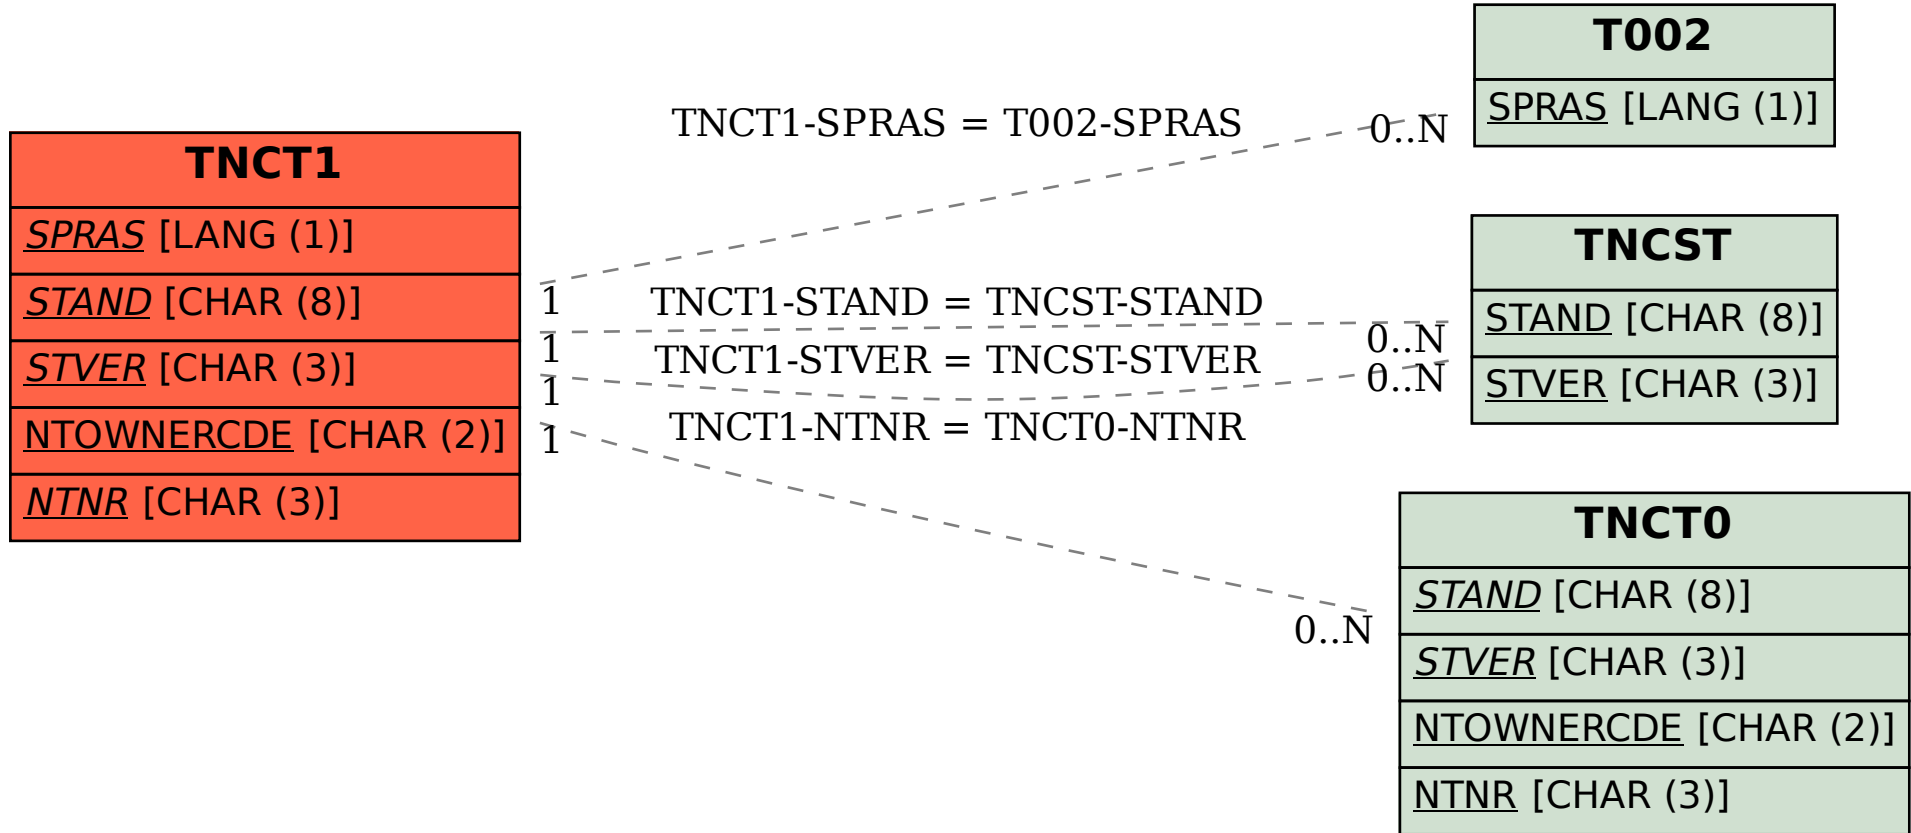 TNCT1
SPRAS [LANG (1)]
STAND [CHAR (8)]
STVER [CHAR (3)]
NTOWNERCDE [CHAR (2)]
NTNR [CHAR (3)]
TNCT1-SPRAS = T002-SPRAS
1
0..N
TNCT1-STAND = TNCST-STAND
1
0..N
TNCT1-STVER = TNCST-STVER
1
0..N
TNCT1-NTNR = TNCT0-NTNR
1
0..N
T002
SPRAS [LANG (1)]
TNCST
STAND [CHAR (8)]
STVER [CHAR (3)]
TNCT0
STAND [CHAR (8)]
STVER [CHAR (3)]
NTOWNERCDE [CHAR (2)]
NTNR [CHAR (3)]